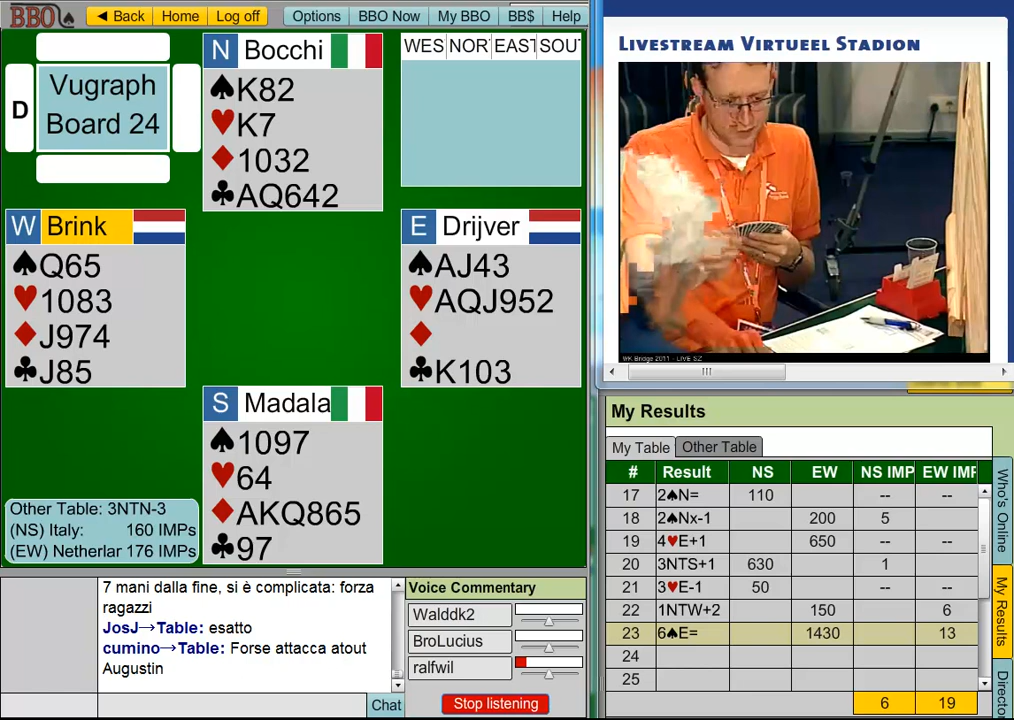 BBO ◄ Back Home Log off Options BBO Now My BBO BB$ Help
D
Vugraph
Board 24
N Bocchi
♠K82
♥K7
♦1032
♣AQ642
WES NOR EAST SOU
W Brink
♠Q65
♥1083
♦J974
♣J85
E Drijver
♠AJ43
♥AQJ952
♦
♣K103
S Madala
♠1097
♥64
♦AKQ865
♣97
Other Table: 3NTN-3
(NS) Italy: 160 IMPs
(EW) Netherlar 176 IMPs
7 mani dalla fine, si è complicata: forza
ragazzi
JosJ→Table: esatto
cumino→Table: Forse attacca atout
Augustin
Chat
Voice Commentary
Walddk2
BroLucius
ralfwil
Stop listening
Livestream Virtueel Stadion
WK Bridge 2011 - LIVE SZ
My Results
My Table Other Table
# Result NS EW NS IMP EW IMP
17 2♠N= 110 -- --
18 2♠Nx-1 200 5
19 4♥E+1 650 -- --
20 3NTS+1 630 1
21 3♥E-1 50 -- --
22 1NTW+2 150 6
23 6♠E= 1430 13
24
25
6 19
Who's Online
My Results
Director